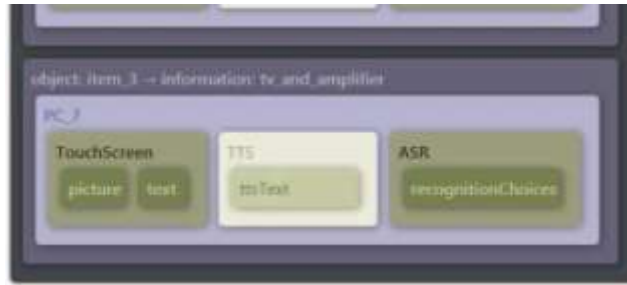 object: item_3 → information: tv_and_amplifier
PC_7
TouchScreen TTS ASR
picture text ttsText recognitionChoices